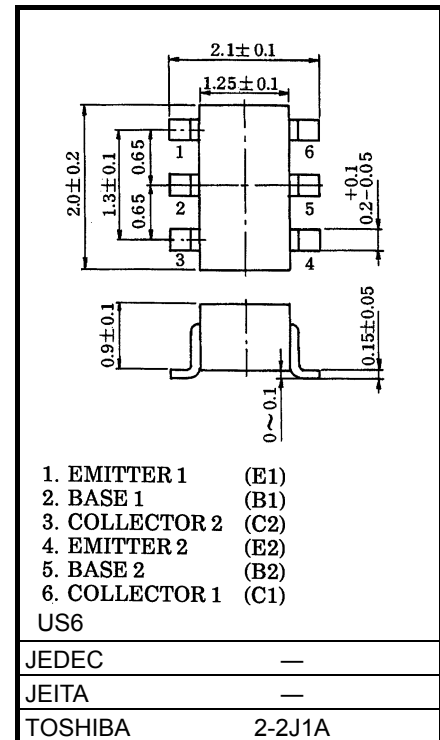 2.1±0.1
1.25±0.1
2.0±0.2
1.3±0.1
0.65
0.65
1
2
3
6
5
4
+0.1
0.2-0.05
0.9±0.1
0~0.1
0.15±0.05
1. EMITTER 1 (E1)
2. BASE 1 (B1)
3. COLLECTOR 2 (C2)
4. EMITTER 2 (E2)
5. BASE 2 (B2)
6. COLLECTOR 1 (C1)
US6
JEDEC —
JEITA —
TOSHIBA 2-2J1A